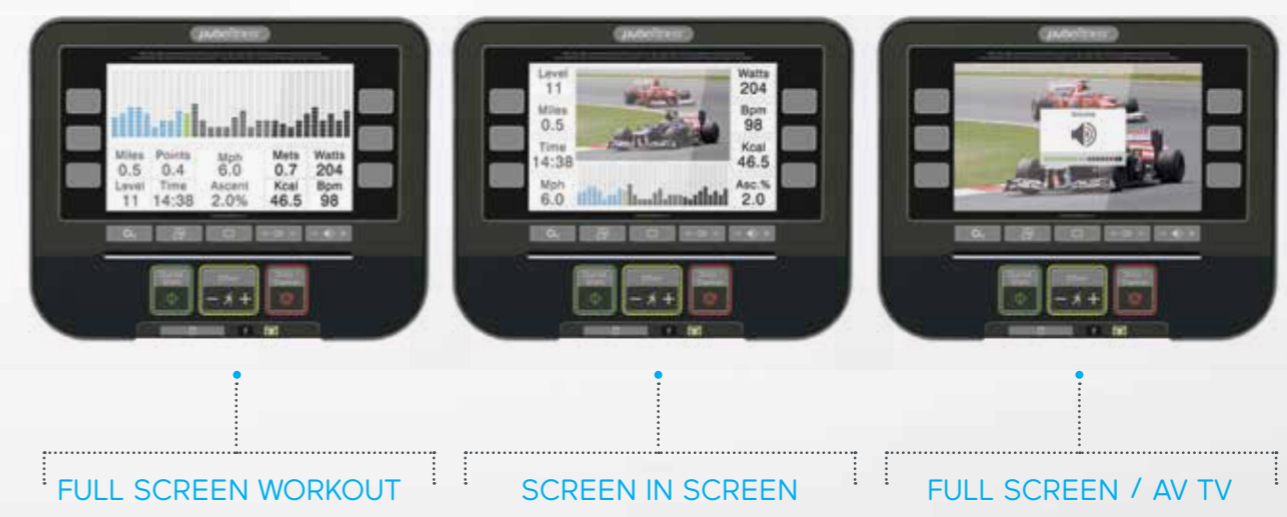 pulsefitness
pulsefitness
pulsefitness
Miles Points Mph Mets Watts
0.5 0.4 6.0 0.7 204
Level Time Ascent Kcal Bpm
11 14:38 2.0% 46.5 98
Level Watts
11 204
Miles Bpm
0.5 98
Time Kcal
14:38 46.5
Mph Asc.%
6.0 2.0
Volume
FULL SCREEN WORKOUT
SCREEN IN SCREEN
FULL SCREEN / AV TV